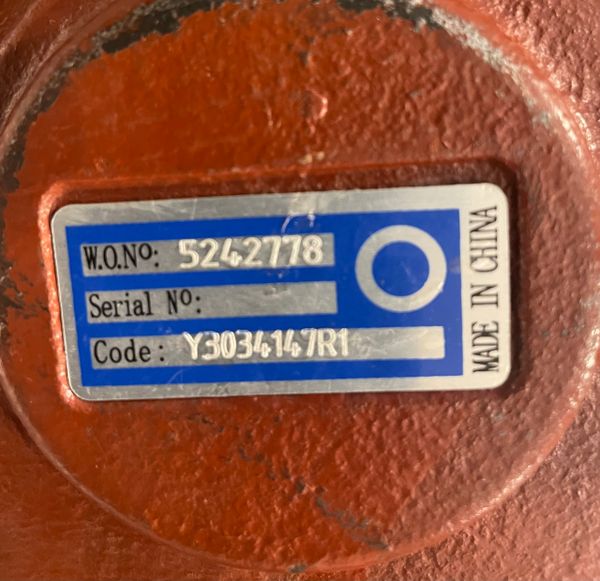 W.O.Nº: 5242778
Serial Nº:
Code: Y3034147R1
MADE IN CHINA